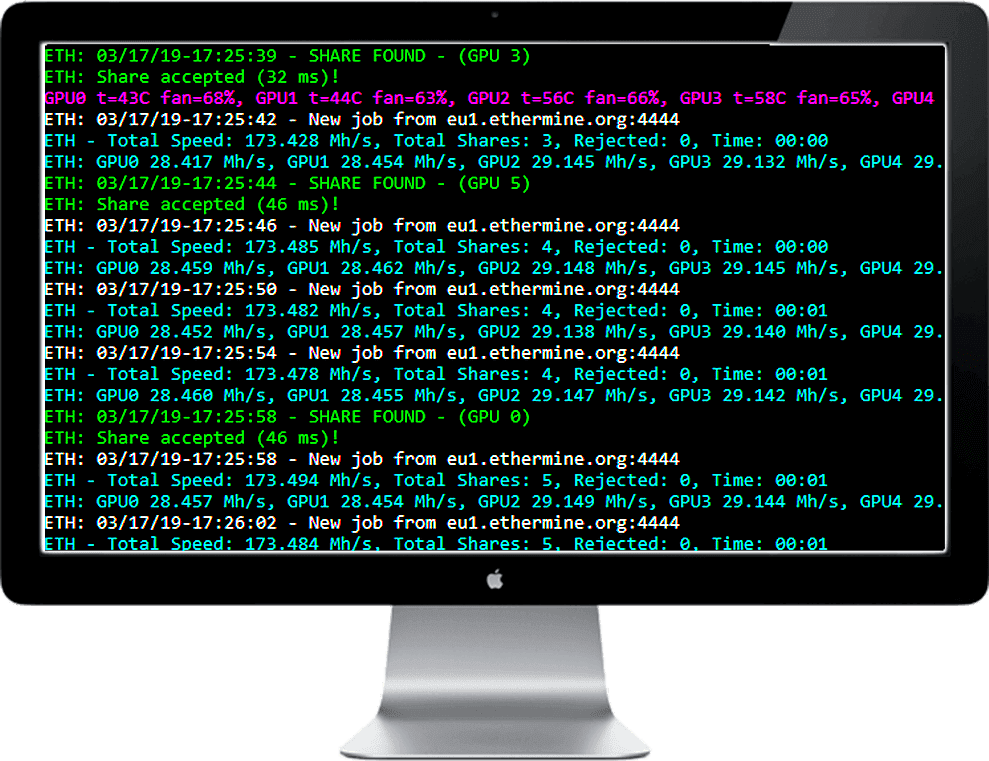 ETH: 03/17/19-17:25:39 - SHARE FOUND - (GPU 3)
ETH: Share accepted (32 ms)!
GPU0 t=43C fan=68%, GPU1 t=44C fan=63%, GPU2 t=56C fan=66%, GPU3 t=58C fan=65%, GPU4
ETH: 03/17/19-17:25:42 - New job from eu1.ethermine.org:4444
ETH - Total Speed: 173.428 Mh/s, Total Shares: 3, Rejected: 0, Time: 00:00
ETH: GPU0 28.417 Mh/s, GPU1 28.454 Mh/s, GPU2 29.145 Mh/s, GPU3 29.132 Mh/s, GPU4 29.
ETH: 03/17/19-17:25:44 - SHARE FOUND - (GPU 5)
ETH: Share accepted (46 ms)!
ETH: 03/17/19-17:25:46 - New job from eu1.ethermine.org:4444
ETH - Total Speed: 173.485 Mh/s, Total Shares: 4, Rejected: 0, Time: 00:00
ETH: GPU0 28.459 Mh/s, GPU1 28.462 Mh/s, GPU2 29.148 Mh/s, GPU3 29.145 Mh/s, GPU4 29.
ETH: 03/17/19-17:25:50 - New job from eu1.ethermine.org:4444
ETH - Total Speed: 173.482 Mh/s, Total Shares: 4, Rejected: 0, Time: 00:01
ETH: GPU0 28.452 Mh/s, GPU1 28.457 Mh/s, GPU2 29.138 Mh/s, GPU3 29.140 Mh/s, GPU4 29.
ETH: 03/17/19-17:25:54 - New job from eu1.ethermine.org:4444
ETH - Total Speed: 173.478 Mh/s, Total Shares: 4, Rejected: 0, Time: 00:01
ETH: GPU0 28.460 Mh/s, GPU1 28.455 Mh/s, GPU2 29.147 Mh/s, GPU3 29.142 Mh/s, GPU4 29.
ETH: 03/17/19-17:25:58 - SHARE FOUND - (GPU 0)
ETH: Share accepted (46 ms)!
ETH: 03/17/19-17:25:58 - New job from eu1.ethermine.org:4444
ETH - Total Speed: 173.494 Mh/s, Total Shares: 5, Rejected: 0, Time: 00:01
ETH: GPU0 28.457 Mh/s, GPU1 28.454 Mh/s, GPU2 29.149 Mh/s, GPU3 29.144 Mh/s, GPU4 29.
ETH: 03/17/19-17:26:02 - New job from eu1.ethermine.org:4444
ETH - Total Speed: 173.484 Mh/s, Total Shares: 5, Rejected: 0, Time: 00:01